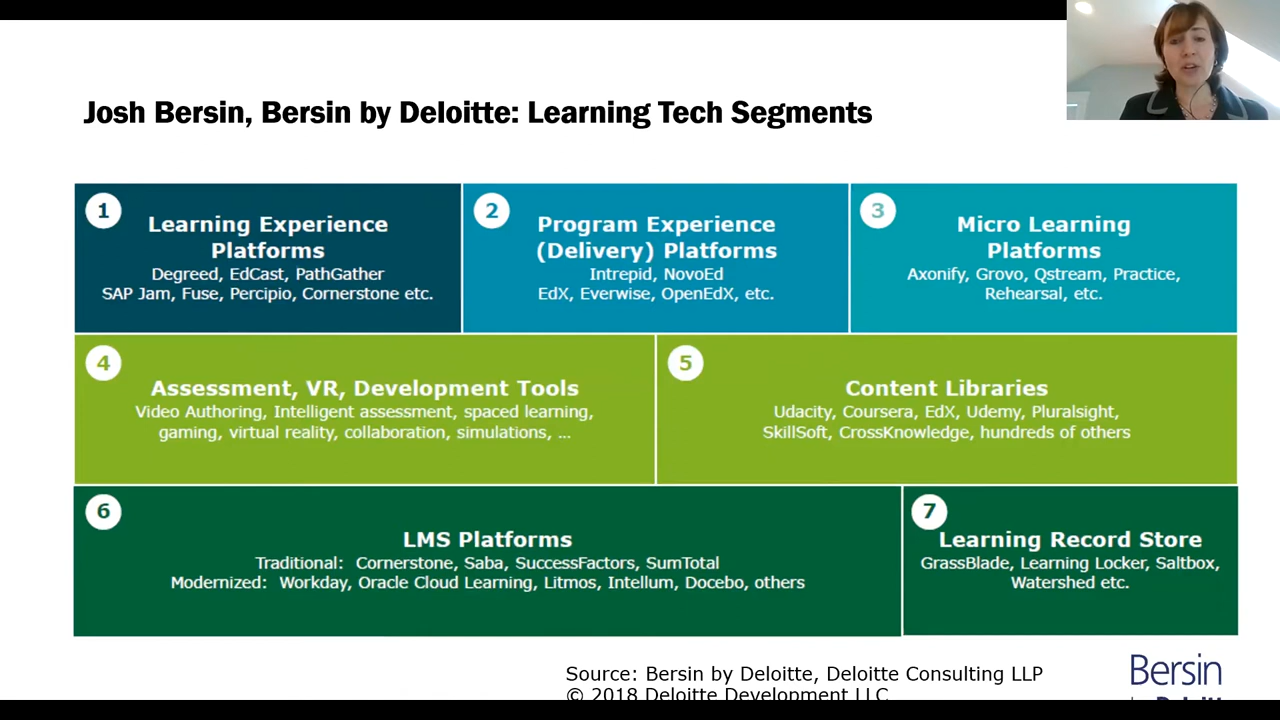 Josh Bersin, Bersin by Deloitte: Learning Tech Segments
1
Learning Experience
Platforms
Degreed, EdCast, PathGather
SAP Jam, Fuse, Percipio, Cornerstone etc.
2
Program Experience
(Delivery) Platforms
Intrepid, NovoEd
EdX, Everwise, OpenEdX, etc.
3
Micro Learning
Platforms
Axonify, Grovo, Qstream, Practice,
Rehearsal, etc.
4
Assessment, VR, Development Tools
Video Authoring, Intelligent assessment, spaced learning,
gaming, virtual reality, collaboration, simulations, ...
5
Content Libraries
Udacity, Coursera, EdX, Udemy, Pluralsight,
SkillSoft, CrossKnowledge, hundreds of others
6
LMS Platforms
Traditional: Cornerstone, Saba, SuccessFactors, SumTotal
Modernized: Workday, Oracle Cloud Learning, Litmos, Intellum, Docebo, others
7
Learning Record Store
GrassBlade, Learning Locker, Saltbox,
Watershed etc.
Source: Bersin by Deloitte, Deloitte Consulting LLP
© 2018 Deloitte Development LLC
Bersin